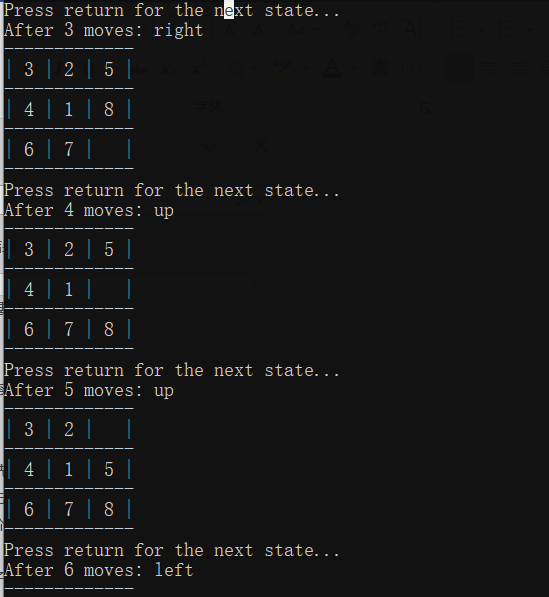 Press return for the next state...
After 3 moves: right
-------------
| 3 | 2 | 5 |
-------------
| 4 | 1 | 8 |
-------------
| 6 | 7 |   |
-------------
Press return for the next state...
After 4 moves: up
-------------
| 3 | 2 | 5 |
-------------
| 4 | 1 |   |
-------------
| 6 | 7 | 8 |
-------------
Press return for the next state...
After 5 moves: up
-------------
| 3 | 2 |   |
-------------
| 4 | 1 | 5 |
-------------
| 6 | 7 | 8 |
-------------
Press return for the next state...
After 6 moves: left
-------------